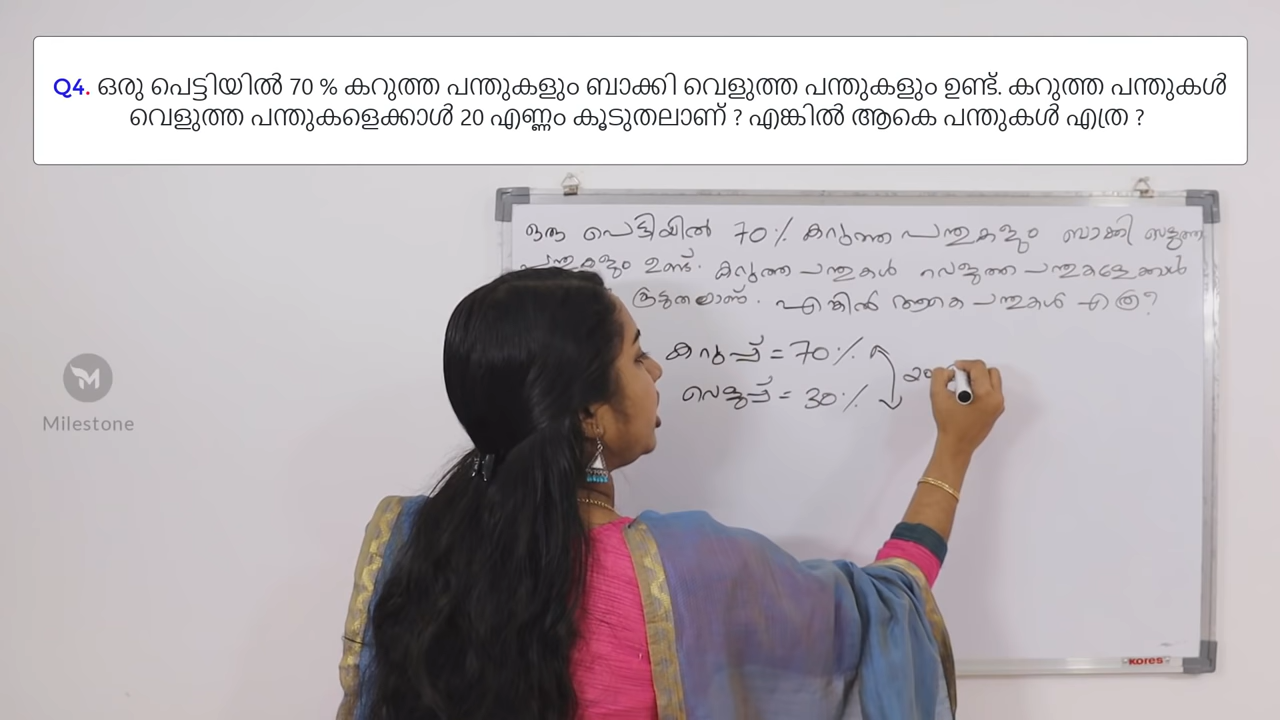 Q4. ഒരു പെട്ടിയിൽ 70 % കറുത്ത പന്തുകളും ബാക്കി വെളുത്ത പന്തുകളും ഉണ്ട്. കറുത്ത പന്തുകൾ
വെളുത്ത പന്തുകളെക്കാൾ 20 എണ്ണം കൂടുതലാണ് ? എങ്കിൽ ആകെ പന്തുകൾ എത്ര ?
ഒരു പെട്ടിയിൽ 70% കറുത്ത പന്തുകളും ബാക്കി വെളുത്ത
പന്തുകളും ഉണ്ട്. കറുത്ത പന്തുകൾ വെളുത്ത പന്തുകളേക്കാൾ
കൂടുതലാണ്. എങ്കിൽ ആകെ പന്തുകൾ എത്ര?
കറുപ്പ് = 70%
20
വെളുപ്പ് = 30%
Milestone
KORES